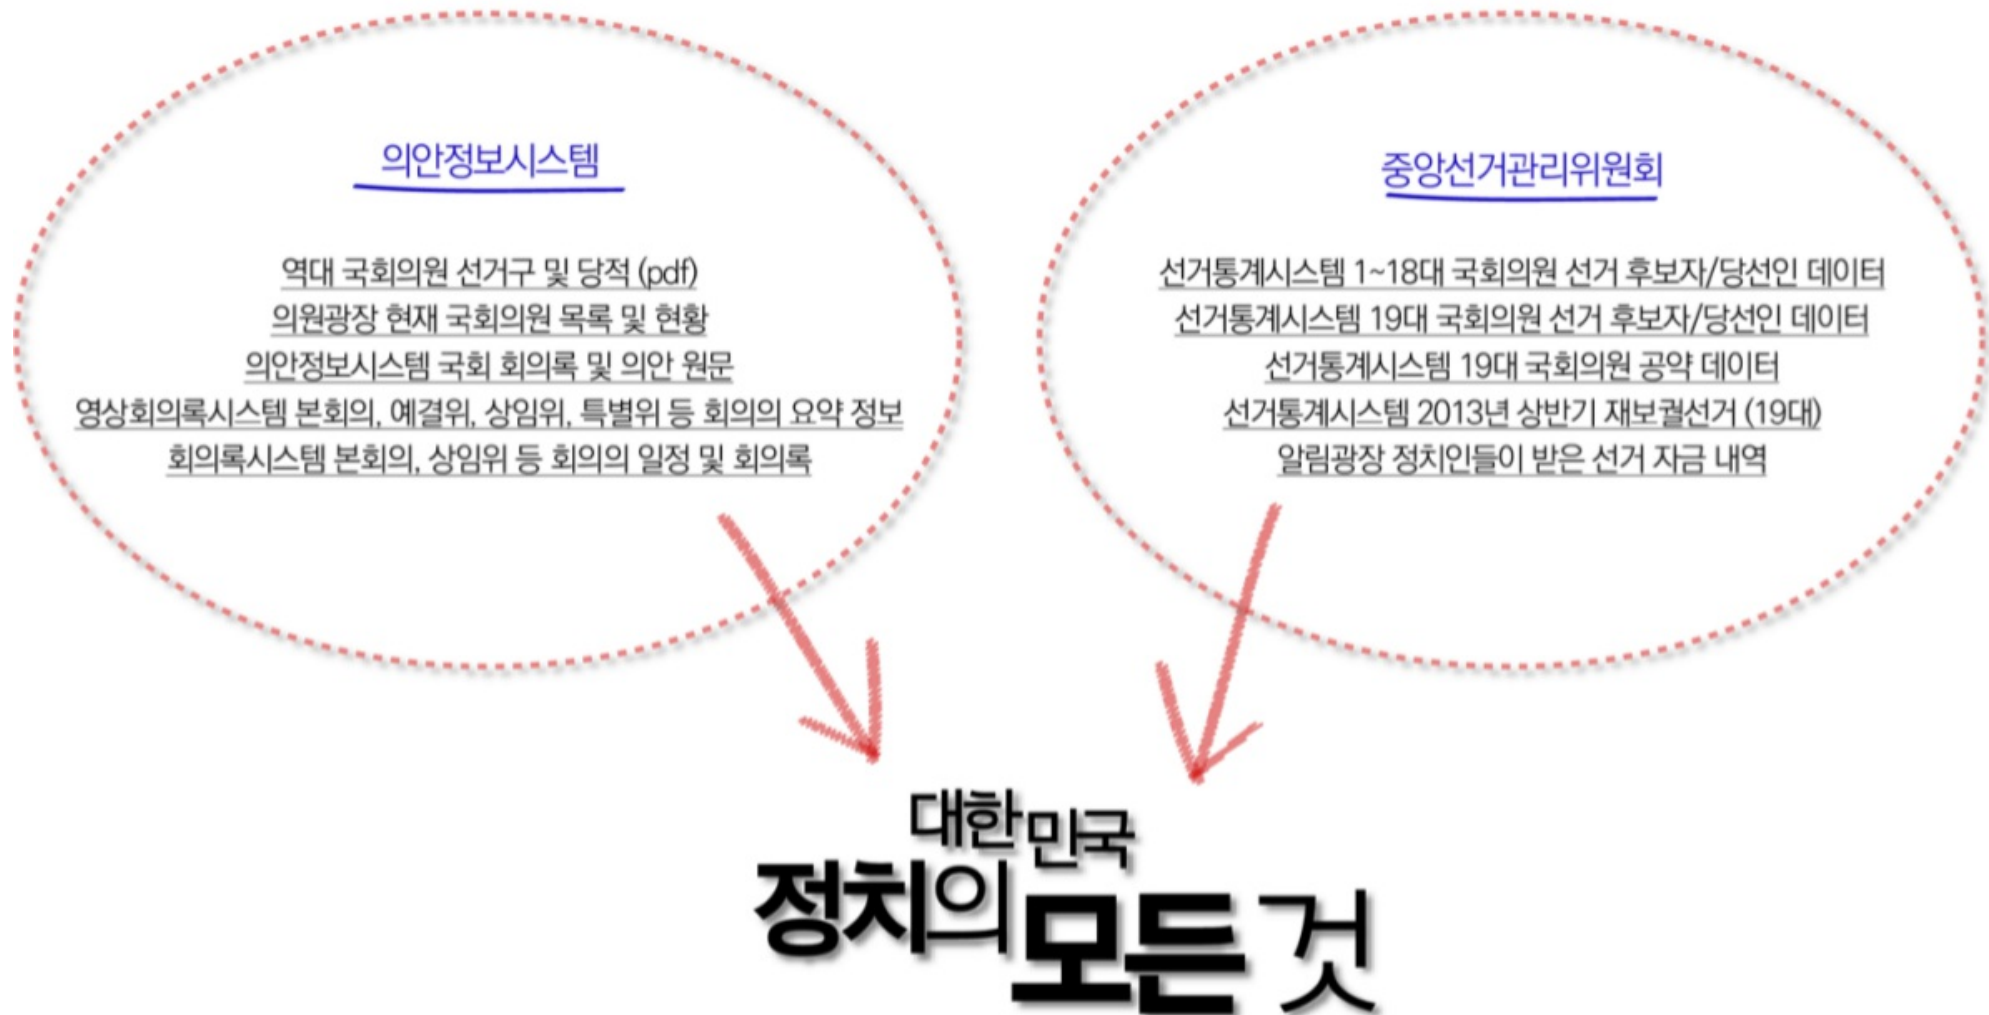 의안정보시스템
역대 국회의원 선거구 및 당적 (pdf)
의원광장 현재 국회의원 목록 및 현황
의안정보시스템 국회 회의록 및 의안 원문
영상회의록시스템 본회의, 예결위, 상임위, 특별위 등 회의의 요약 정보
회의록시스템 본회의, 상임위 등 회의의 일정 및 회의록
중앙선거관리위원회
선거통계시스템 1~18대 국회의원 선거 후보자/당선인 데이터
선거통계시스템 19대 국회의원 선거 후보자/당선인 데이터
선거통계시스템 19대 국회의원 공약 데이터
선거통계시스템 2013년 상반기 재보궐선거 (19대)
알림광장 정치인들이 받은 선거 자금 내역
대한민국
정치의 모든 것